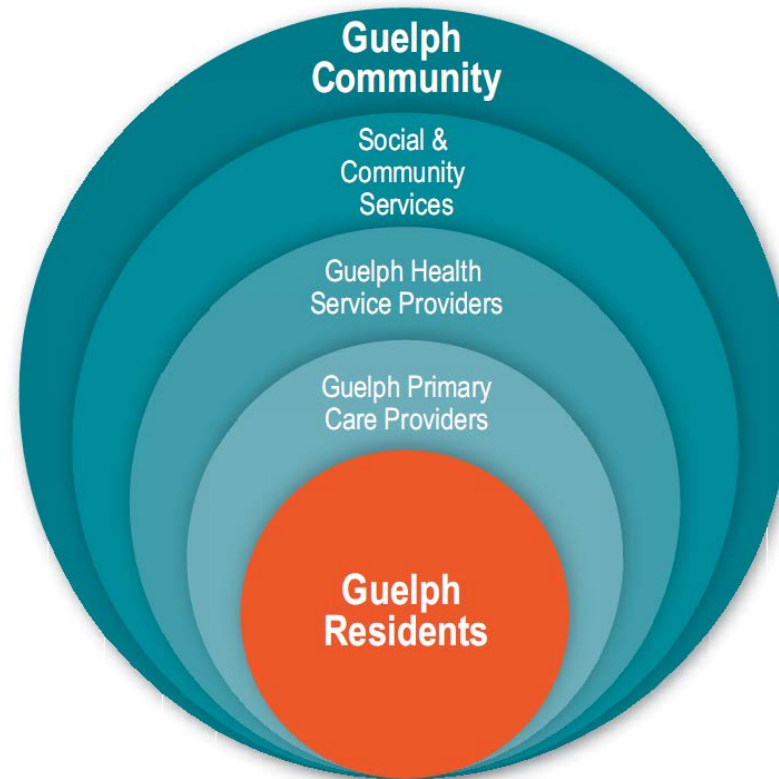 Guelph
Community
Social &
Community
Services
Guelph Health
Service Providers
Guelph Primary
Care Providers
Guelph
Residents